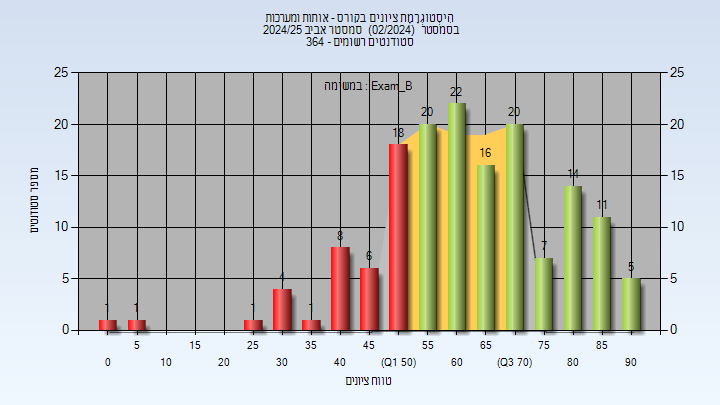 היסטוגרמת ציונים בקורס - אותות ומערכות
בסמסטר (02/2024) סמסטר אביב 2024/25
סטודנטים רשומים - 364
במשימה : Exam_B
מספר סטודנטים
25 25
20 20
15 15
10 10
5 5
0 0
1 1 1 4 1 8 6 18 20 22 16 20 7 14 11 5
5 15 25 35 45 55 65 75 85
0 10 20 30 40 (Q1 50) 60 (Q3 70) 80 90
טווח ציונים